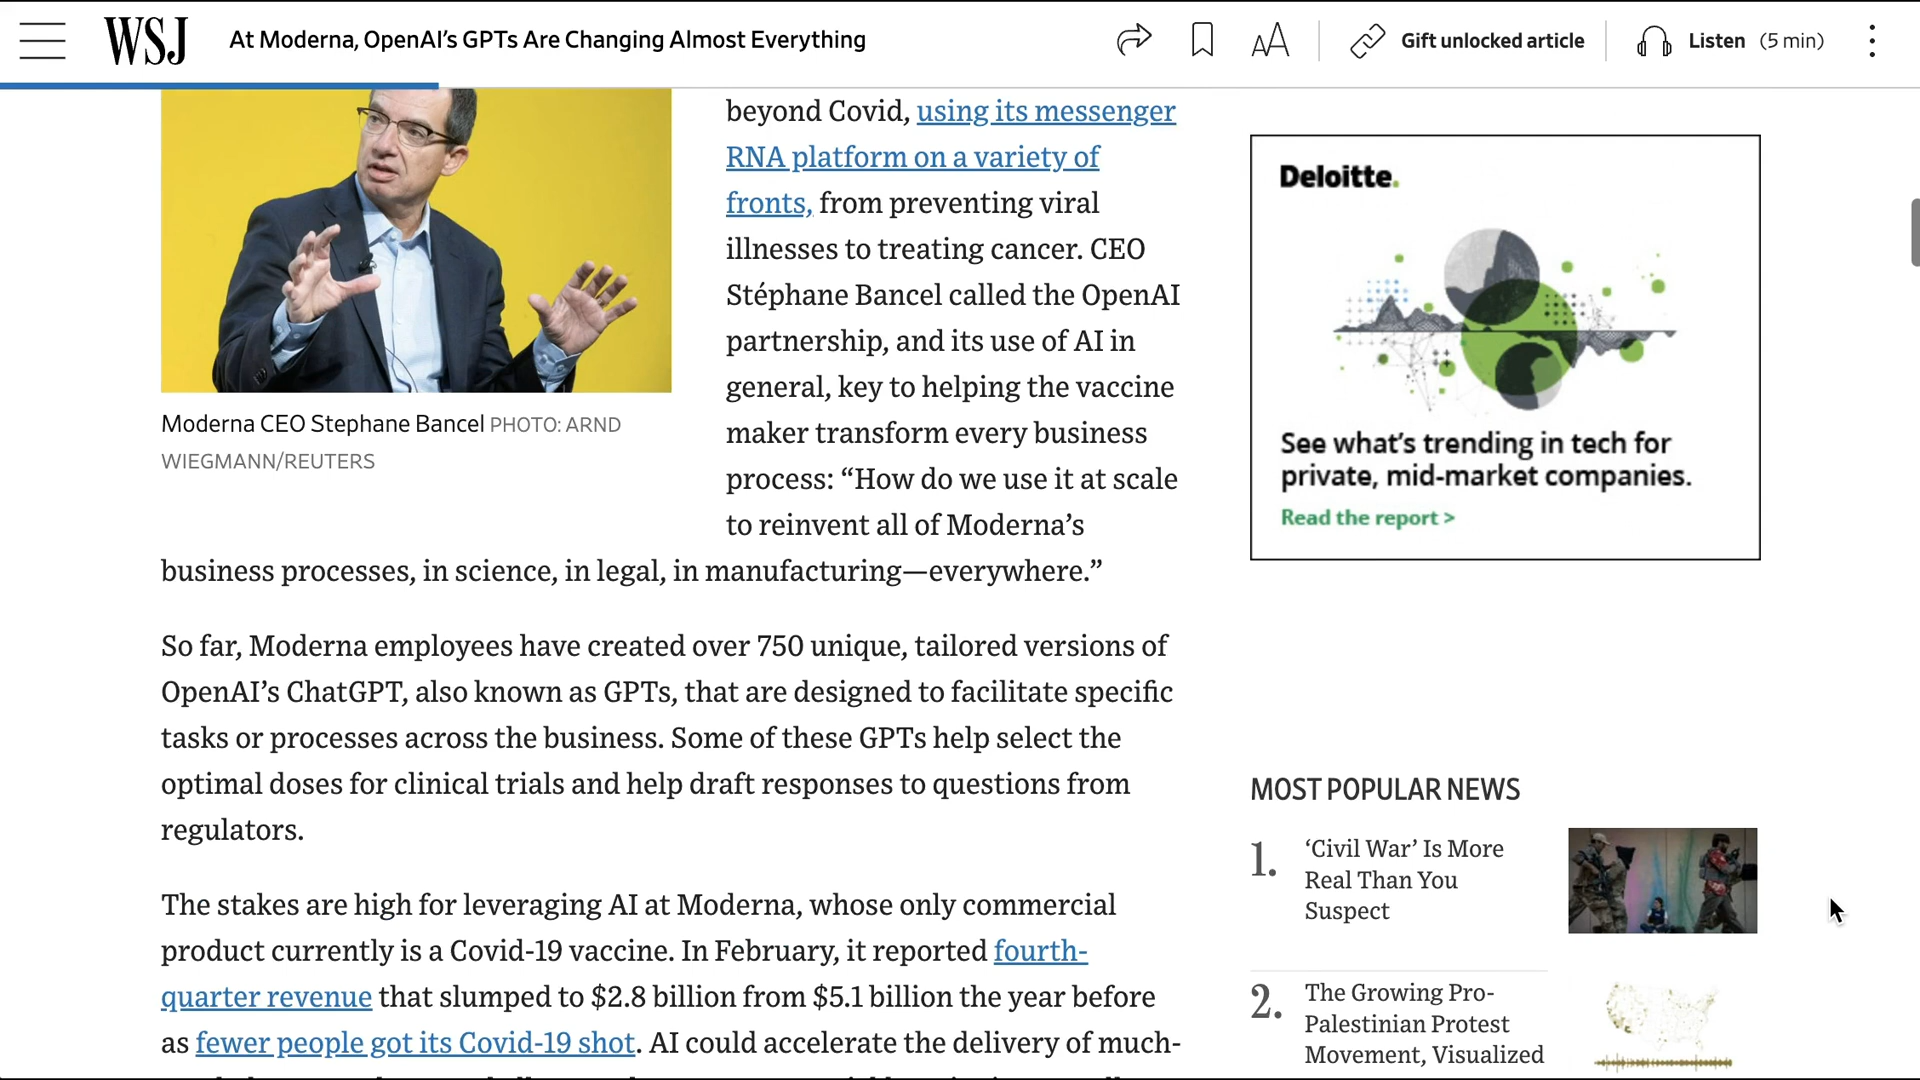 WSJ
At Moderna, OpenAI’s GPTs Are Changing Almost Everything
AA
Gift unlocked article
Listen (5 min)
beyond Covid, using its messenger
RNA platform on a variety of
fronts, from preventing viral
illnesses to treating cancer. CEO
Stéphane Bancel called the OpenAI
partnership, and its use of AI in
general, key to helping the vaccine
maker transform every business
process: “How do we use it at scale
to reinvent all of Moderna’s
business processes, in science, in legal, in manufacturing—everywhere.”
Moderna CEO Stephane Bancel PHOTO: ARND
WIEGMANN/REUTERS
So far, Moderna employees have created over 750 unique, tailored versions of
OpenAI’s ChatGPT, also known as GPTs, that are designed to facilitate specific
tasks or processes across the business. Some of these GPTs help select the
optimal doses for clinical trials and help draft responses to questions from
regulators.
The stakes are high for leveraging AI at Moderna, whose only commercial
product currently is a Covid-19 vaccine. In February, it reported fourth-
quarter revenue that slumped to $2.8 billion from $5.1 billion the year before
as fewer people got its Covid-19 shot. AI could accelerate the delivery of much-
Deloitte.
See what’s trending in tech for
private, mid-market companies.
Read the report >
MOST POPULAR NEWS
1.
‘Civil War’ Is More
Real Than You
Suspect
2.
The Growing Pro-
Palestinian Protest
Movement, Visualized